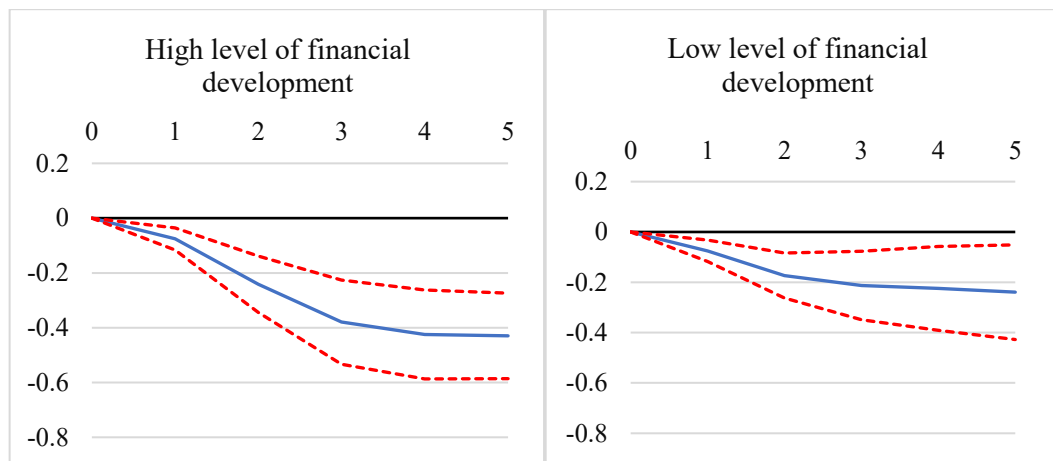 High level of financial
development
0 1 2 3 4 5
0.2
0
-0.2
-0.4
-0.6
-0.8
Low level of financial
development
0 1 2 3 4 5
0.2
0
-0.2
-0.4
-0.6
-0.8